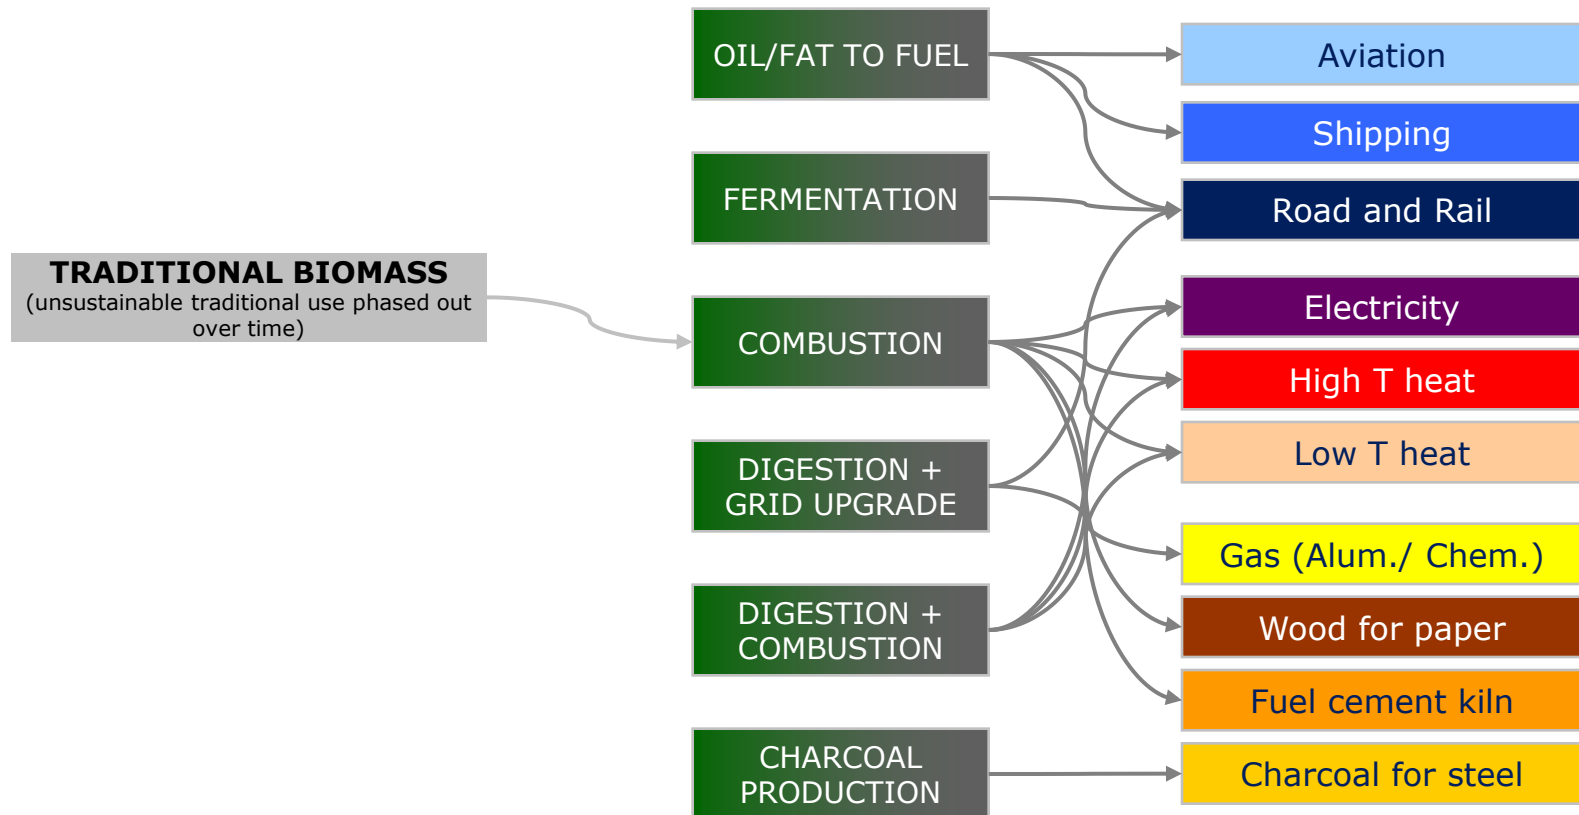 TRADITIONAL BIOMASS
(unsustainable traditional use phased out
over time)
OIL/FAT TO FUEL
FERMENTATION
COMBUSTION
DIGESTION +
GRID UPGRADE
DIGESTION +
COMBUSTION
CHARCOAL
PRODUCTION
Aviation
Shipping
Road and Rail
Electricity
High T heat
Low T heat
Gas (Alum./ Chem.)
Wood for paper
Fuel cement kiln
Charcoal for steel